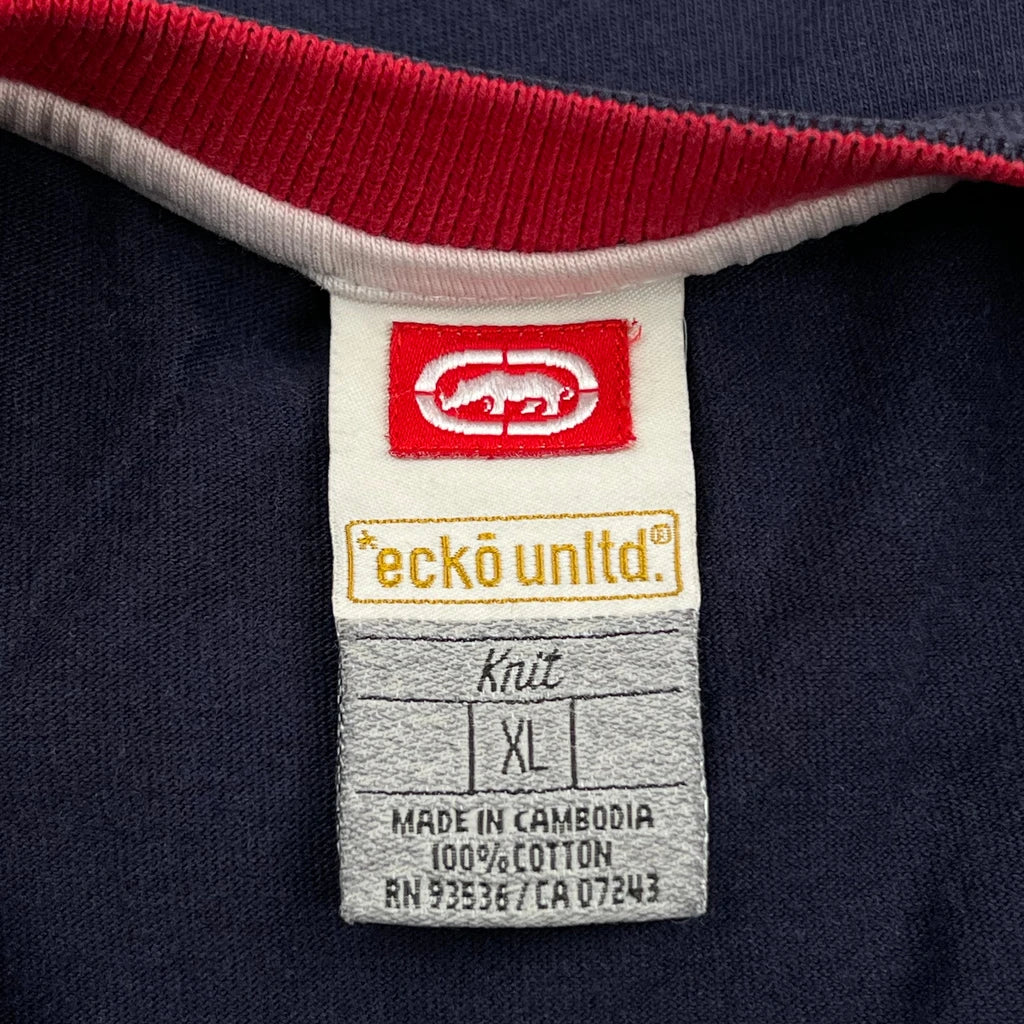 *eckō unltd.®
Knit
XL
MADE IN CAMBODIA
100% COTTON
RN 93536 / CA 07243